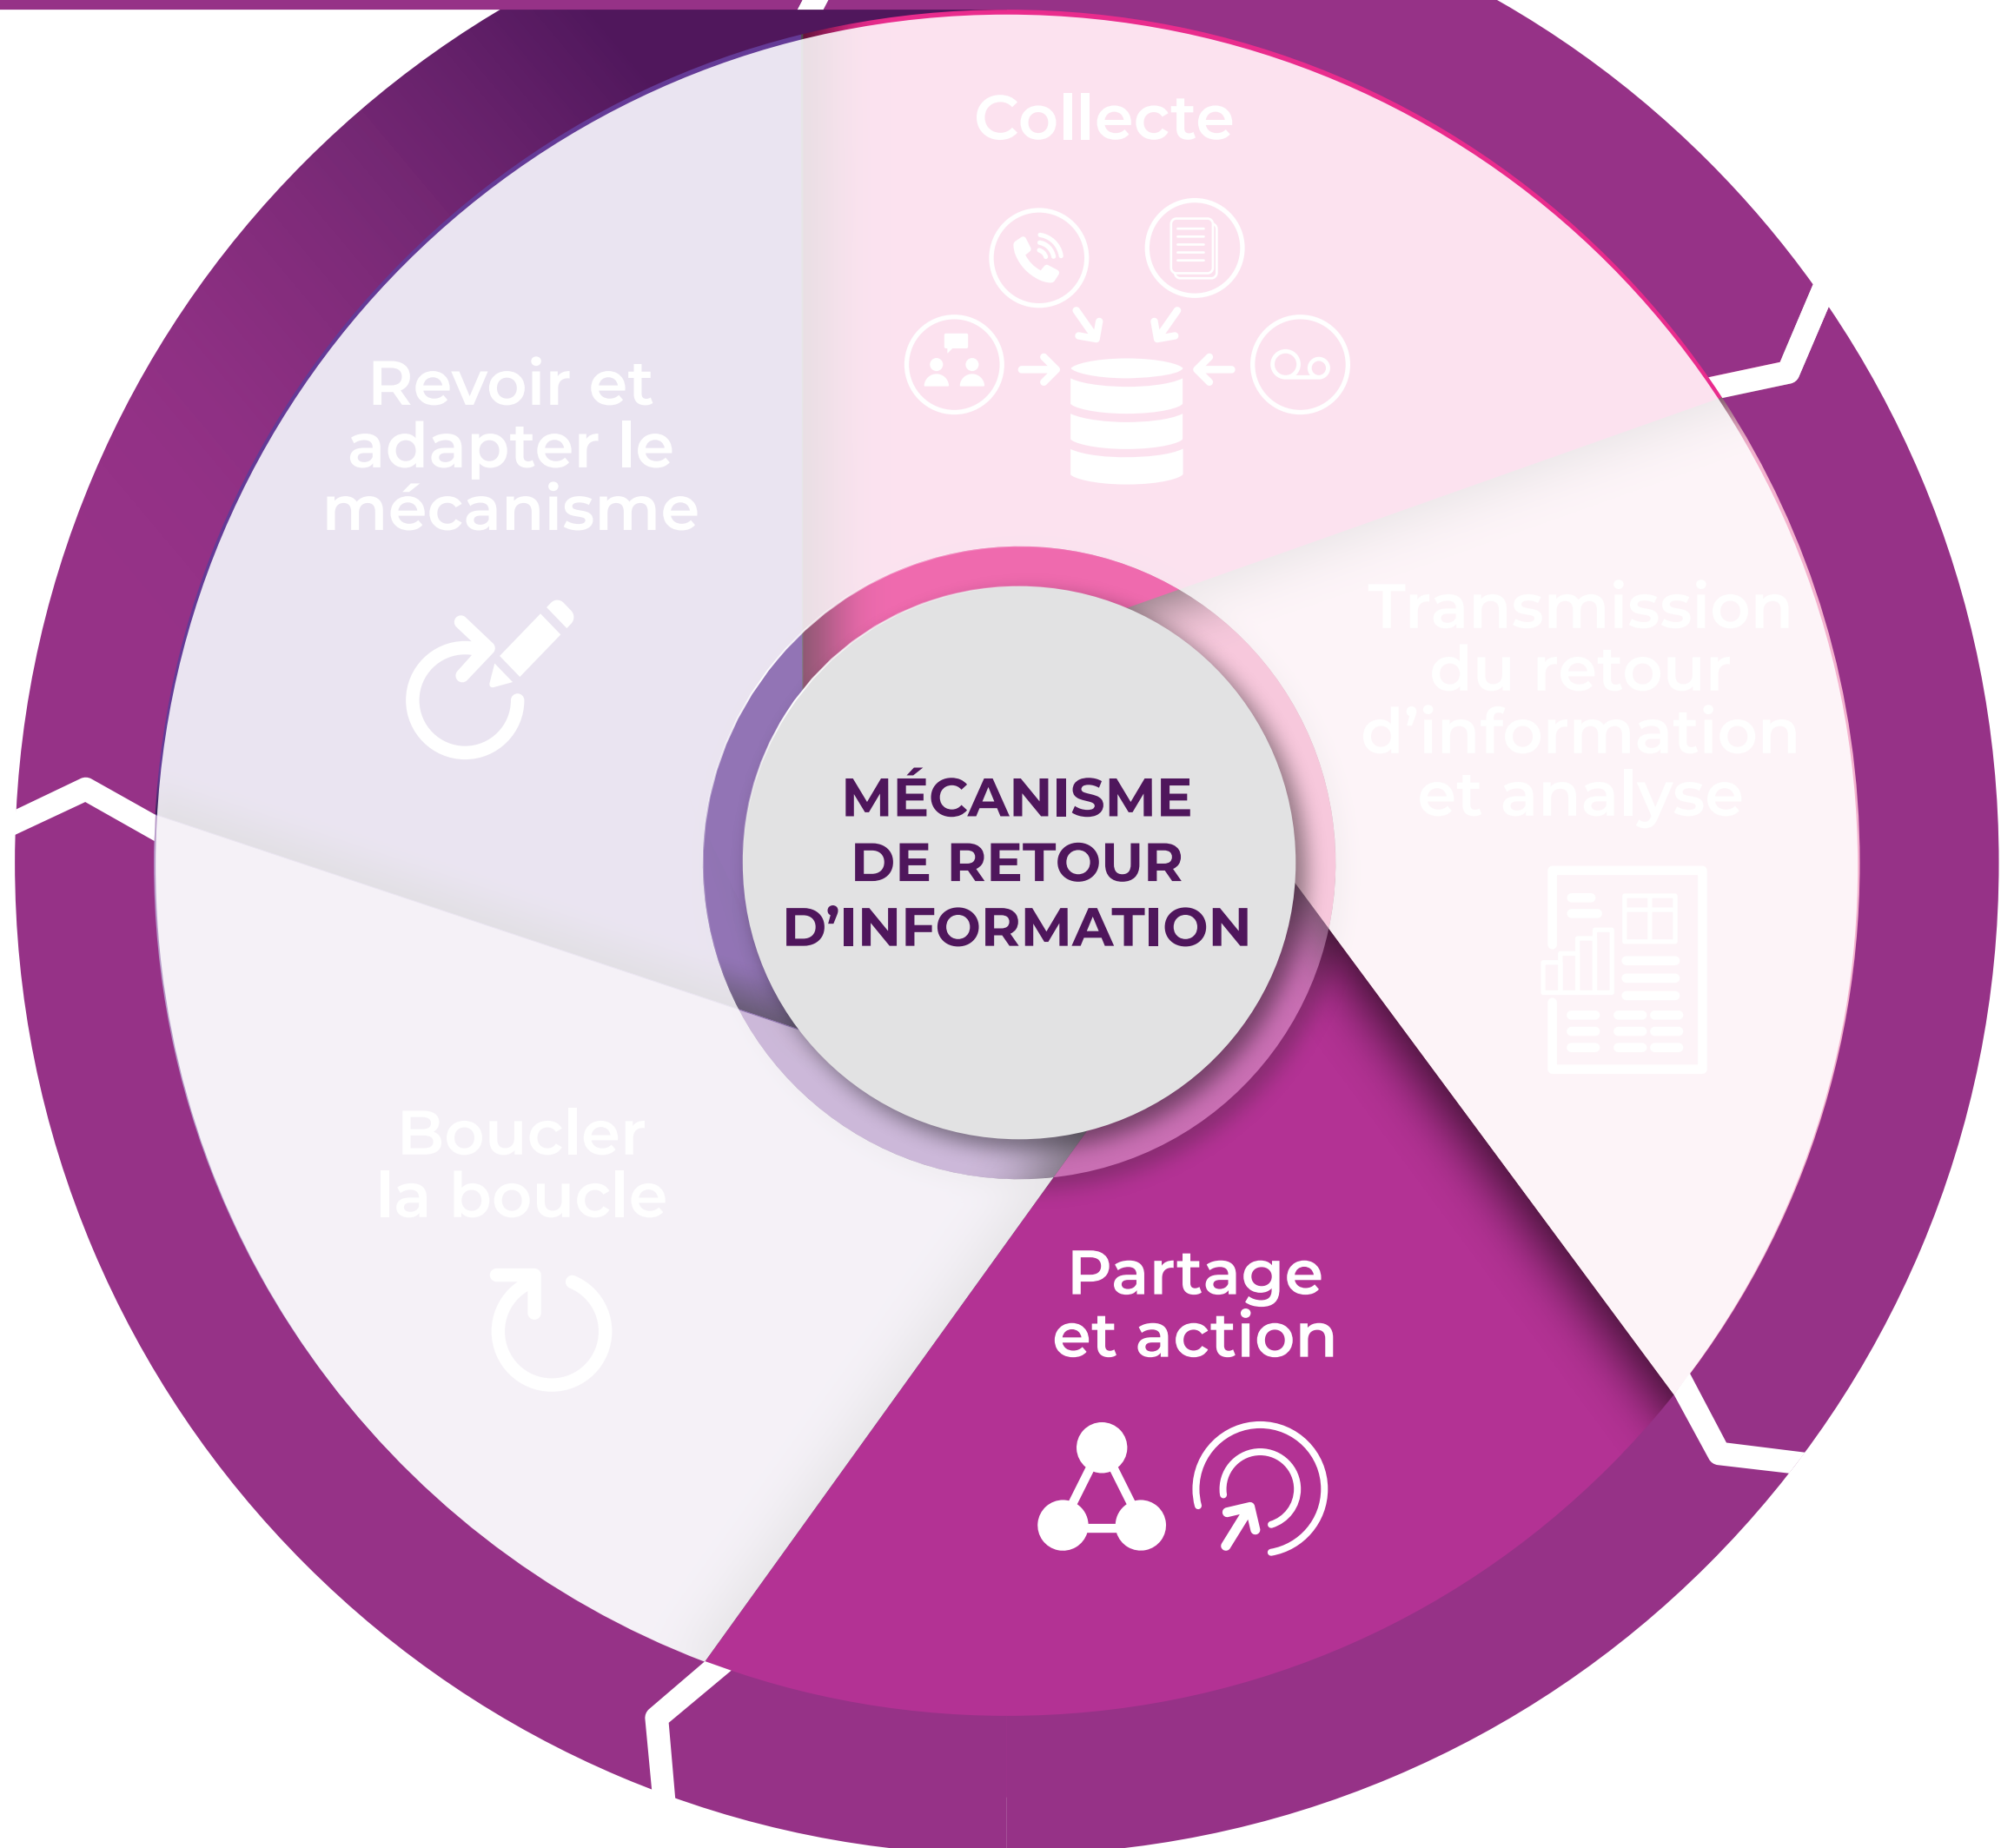 Collecte
Transmission
du retour
d’information
et analyse
Partage
et action
Boucler
la boucle
Revoir et
adapter le
mécanisme
MÉCANISME
DE RETOUR
D’INFORMATION